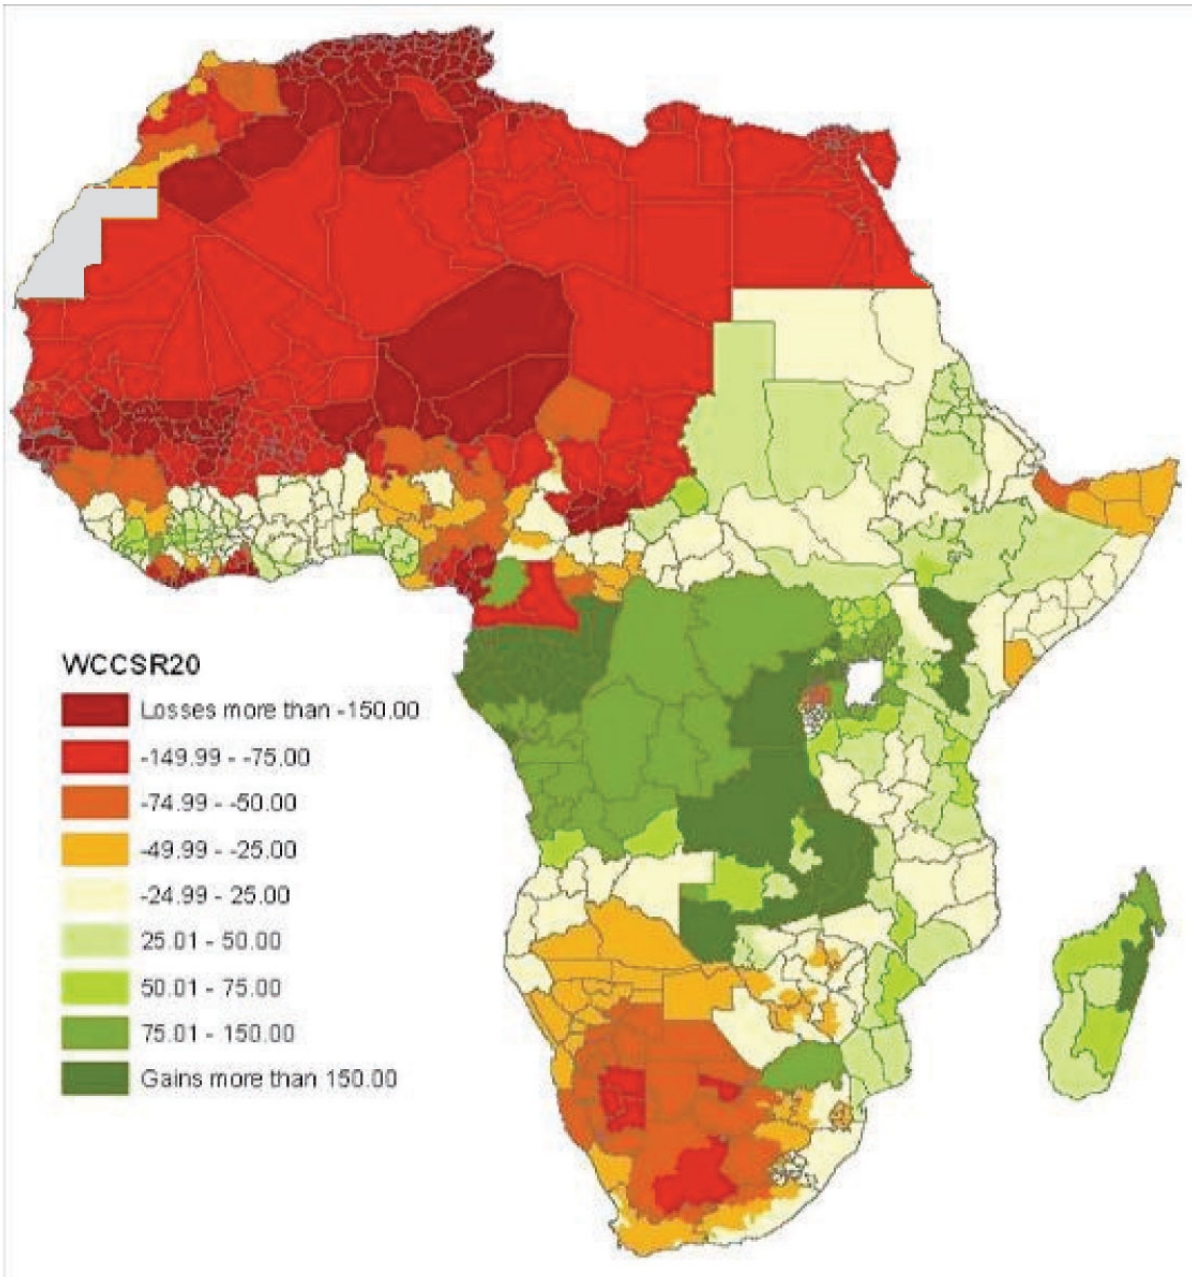 WCCSR20
Losses more than -150.00
-149.99 - -75.00
-74.99 - -50.00
-49.99 - -25.00
-24.99 - 25.00
25.01 - 50.00
50.01 - 75.00
75.01 - 150.00
Gains more than 150.00